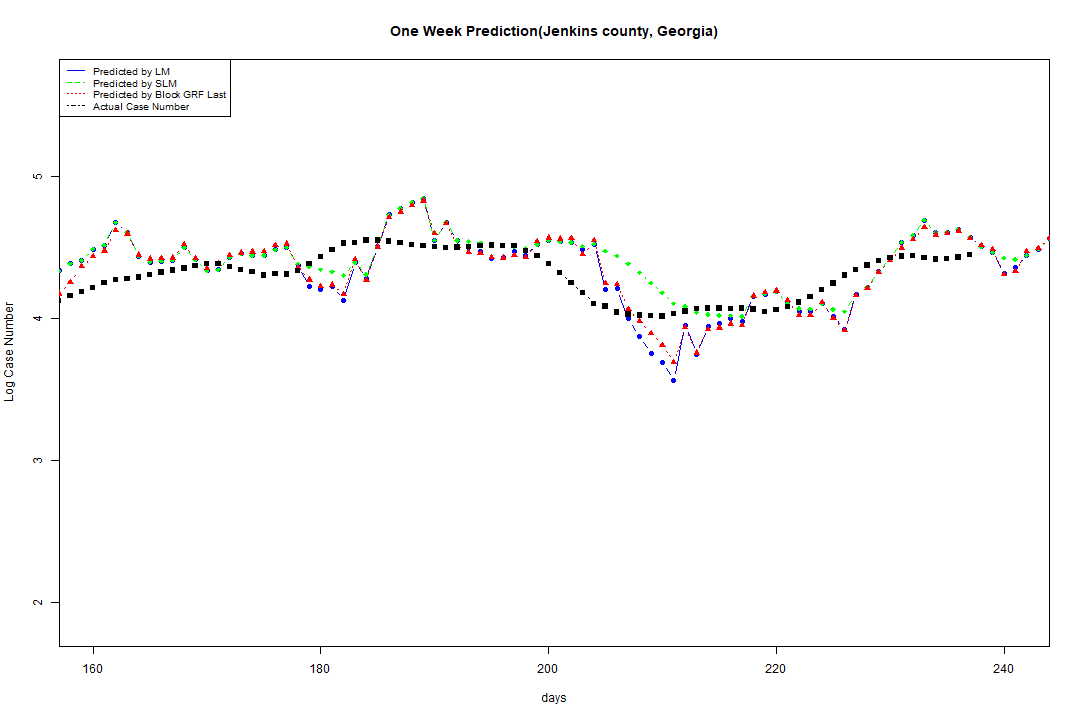 One Week Prediction(Jenkins county, Georgia)
Predicted by LM
Predicted by SLM
Predicted by Block GRF Last
Actual Case Number
5
4
3
2
Log Case Number
160
180
200
220
240
days